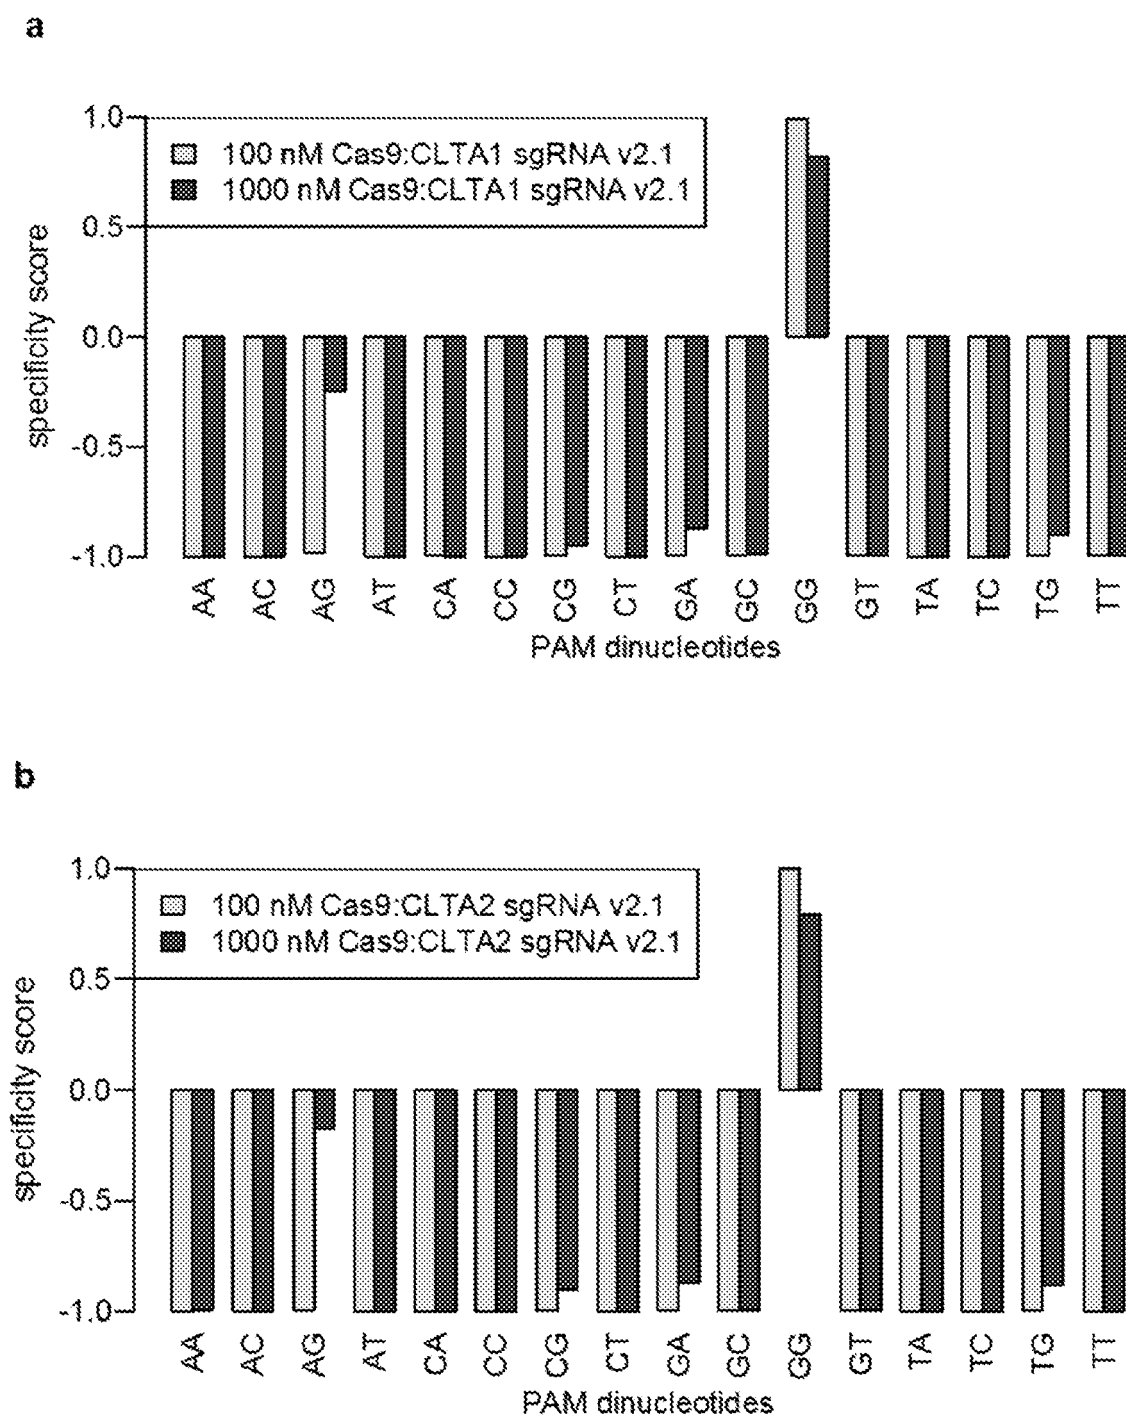 a
1.0
100 nM Cas9:CLTA1 sgRNA v2.1
1000 nM Cas9:CLTA1 sgRNA v2.1
0.5
0.0
-0.5
-1.0
specificity score
AA AC AG AT CA CC CG CT GA GC GG GT TA TC TG TT
PAM dinucleotides
b
1.0
100 nM Cas9:CLTA2 sgRNA v2.1
1000 nM Cas9:CLTA2 sgRNA v2.1
0.5
0.0
-0.5
-1.0
specificity score
AA AC AG AT CA CC CG CT GA GC GG GT TA TC TG TT
PAM dinucleotides